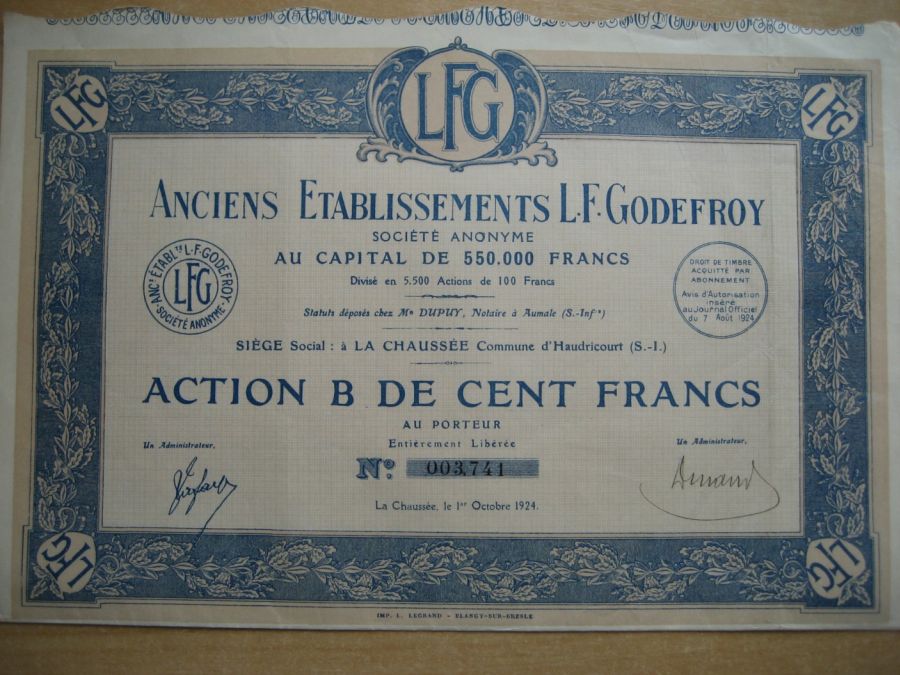 LFG
LFG
LFG
ANCIENS ETABLISSEMENTS L.F. GODEFROY
SOCIÉTÉ ANONYME
AU CAPITAL DE 550.000 FRANCS
Divisé en 5.500 Actions de 100 Francs
Statuts déposés chez Me DUPUY, Notaire à Aumale (S.-Infre)
SIÈGE Social : à LA CHAUSSÉE Commune d'Haudricourt (S.-I.)
ANCs ÉTABLts L-F-GODEFROY
LFG
SOCIÉTÉ ANONYME
DROIT DE TIMBRE
ACQUITTÉ PAR
ABONNEMENT
Avis d'Autorisation
inséré
au Journal Officiel
du 7 Août 1924
ACTION B DE CENT FRANCS
AU PORTEUR
Entièrement Libérée
Un Administrateur,
Un Administrateur,
No. 003,741
La Chaussée, le 1er Octobre 1924.
LFG
LFG
IMP. L. LEGRAND - BLANGY-SUR-BRESLE